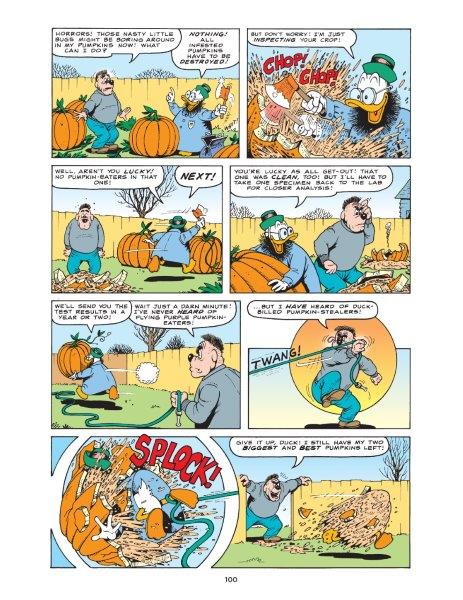 HORRORS! THOSE NASTY LITTLE
BUGS MIGHT BE BORING AROUND
IN MY PUMPKINS NOW! WHAT
CAN I DO?
NOTHING!
ALL
INFESTED
PUMPKINS
HAVE TO BE
DESTROYED!
BUT DON'T WORRY! I'M JUST
INSPECTING YOUR CROP!
CHOP!
CHOP!
WELL, AREN'T YOU LUCKY!
NO PUMPKIN-EATERS IN THAT
ONE!
NEXT!
YOU'RE LUCKY AS ALL GET-OUT! THAT
ONE WAS CLEAN, TOO! BUT I'LL HAVE TO
TAKE ONE SPECIMEN BACK TO THE LAB
FOR CLOSER ANALYSIS!
WE'LL SEND YOU THE
TEST RESULTS IN A
YEAR OR TWO!
WAIT JUST A DARN MINUTE!
I'VE NEVER HEARD OF
FLYING PURPLE PUMPKIN-
EATERS!
...BUT I HAVE HEARD OF DUCK-
BILLED PUMPKIN-STEALERS!
TWANG!
SPLOCK!
GIVE IT UP, DUCK! I STILL HAVE MY TWO
BIGGEST AND BEST PUMPKINS LEFT!
100